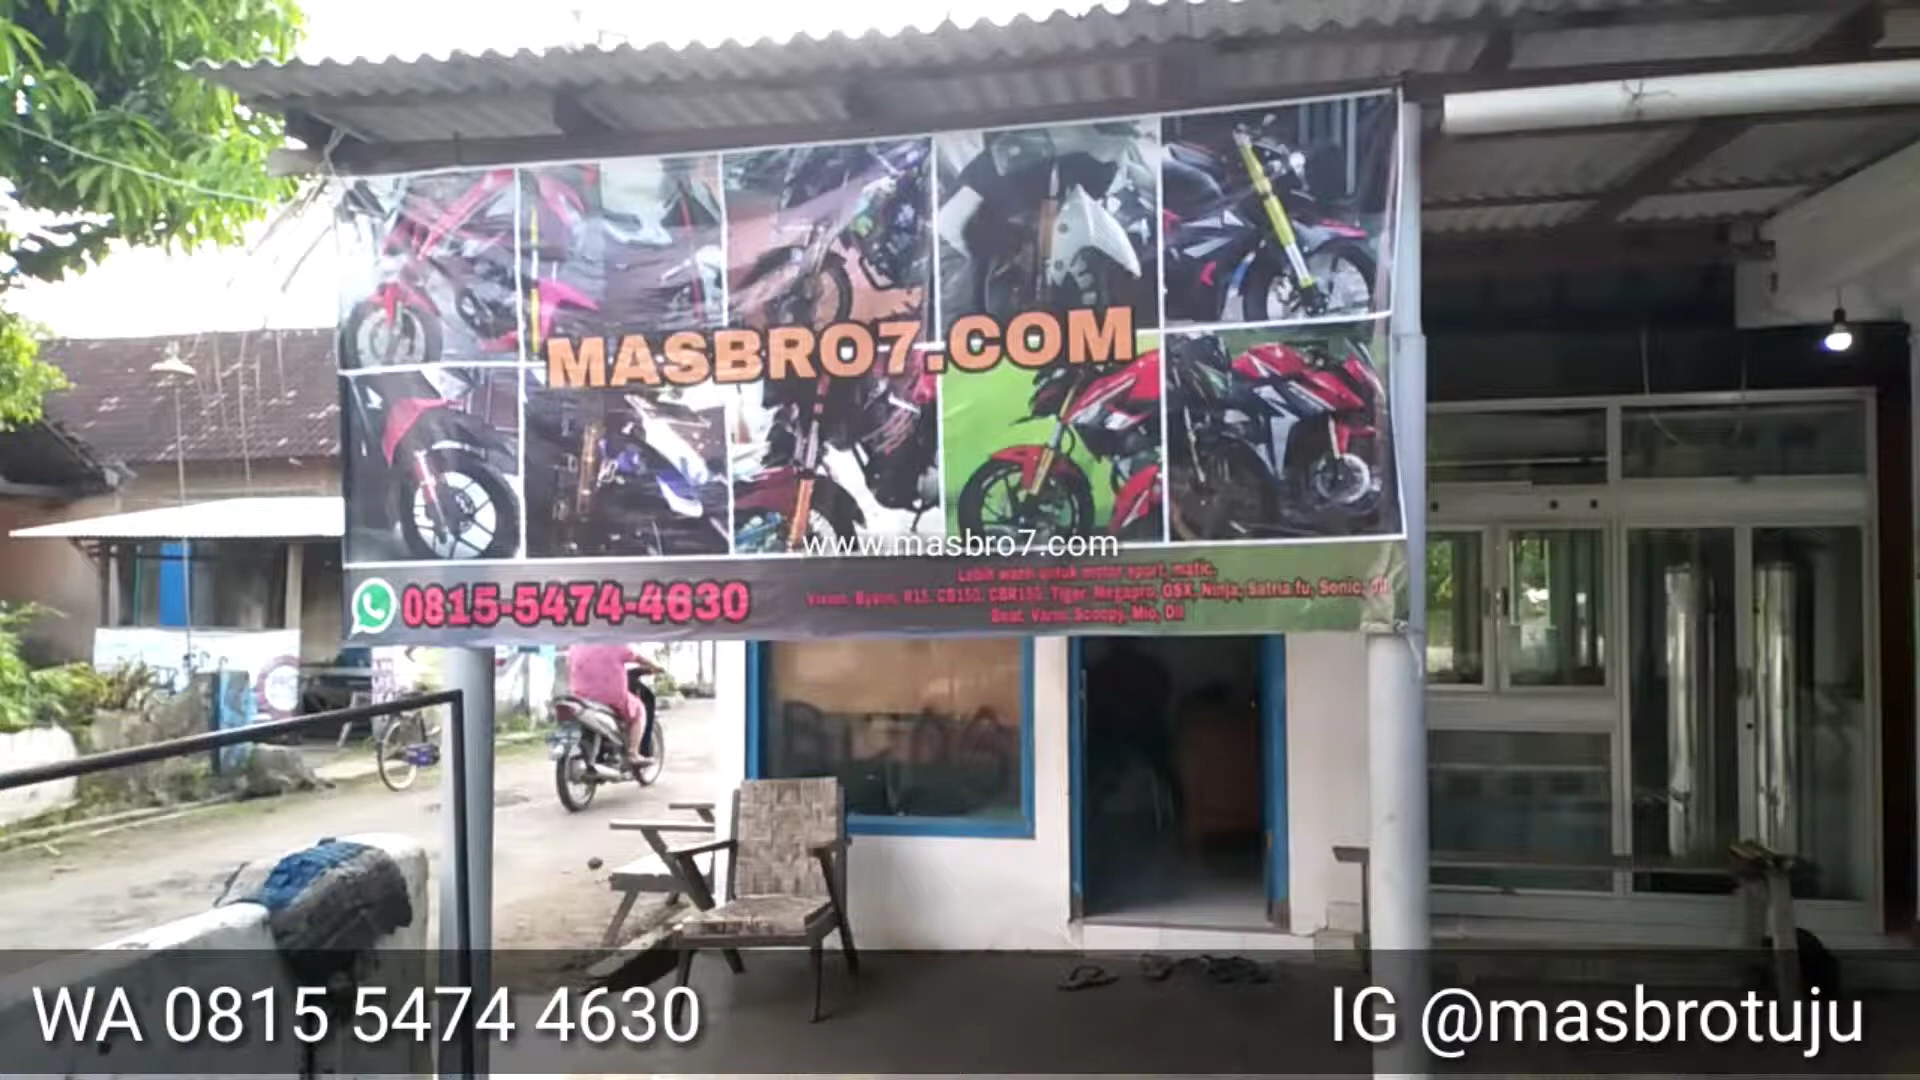 MASBRO7.COM
www.masbro7.com
0815-5474-4630
Lebih wash untuk motor sport, matic.
Vixion, Byson, R15, CB150, CBR150, Tiger, Megapro, GSX, Ninja, Satria fu, Sonic, Dll
Beat, Vario, Scoopy, Mio, Dll
WA 0815 5474 4630
IG @masbrotuju